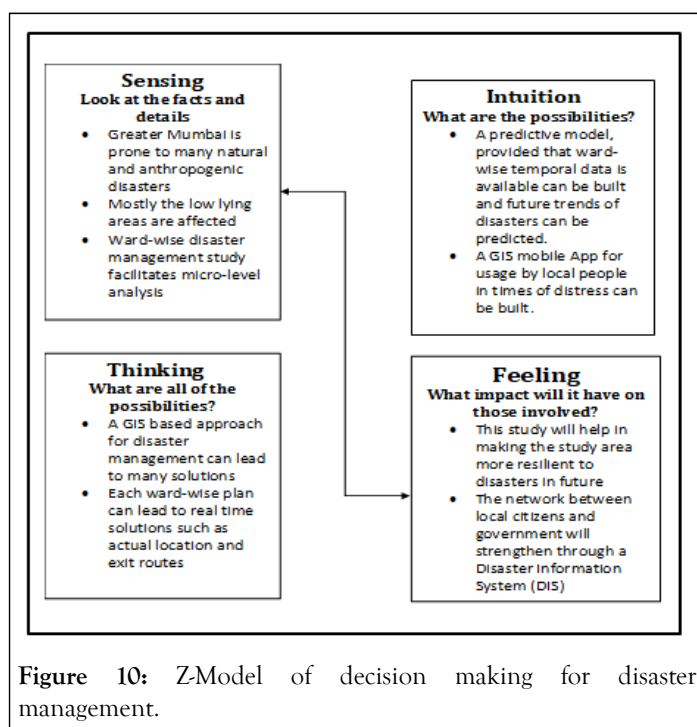 Sensing
Look at the facts and
details
• Greater Mumbai is
prone to many natural
and anthropogenic
disasters
• Mostly the low lying
areas are affected
• Ward-wise disaster
management study
facilitates micro-level
analysis
Intuition
What are the possibilities?
• A predictive model,
provided that ward-
wise temporal data is
available can be built
and future trends of
disasters can be
predicted.
• A GIS mobile App for
usage by local people
in times of distress can
be built.
Thinking
What are all of the
possibilities?
• A GIS based approach
for disaster
management can lead
to many solutions
• Each ward-wise plan
can lead to real time
solutions such as
actual location and
exit routes
Feeling
What impact will it have on
those involved?
• This study will help in
making the study area
more resilient to
disasters in future
• The network between
local citizens and
government will
strengthen through a
Disaster Information
System (DIS)
Figure 10: Z-Model of decision making for disaster
management.